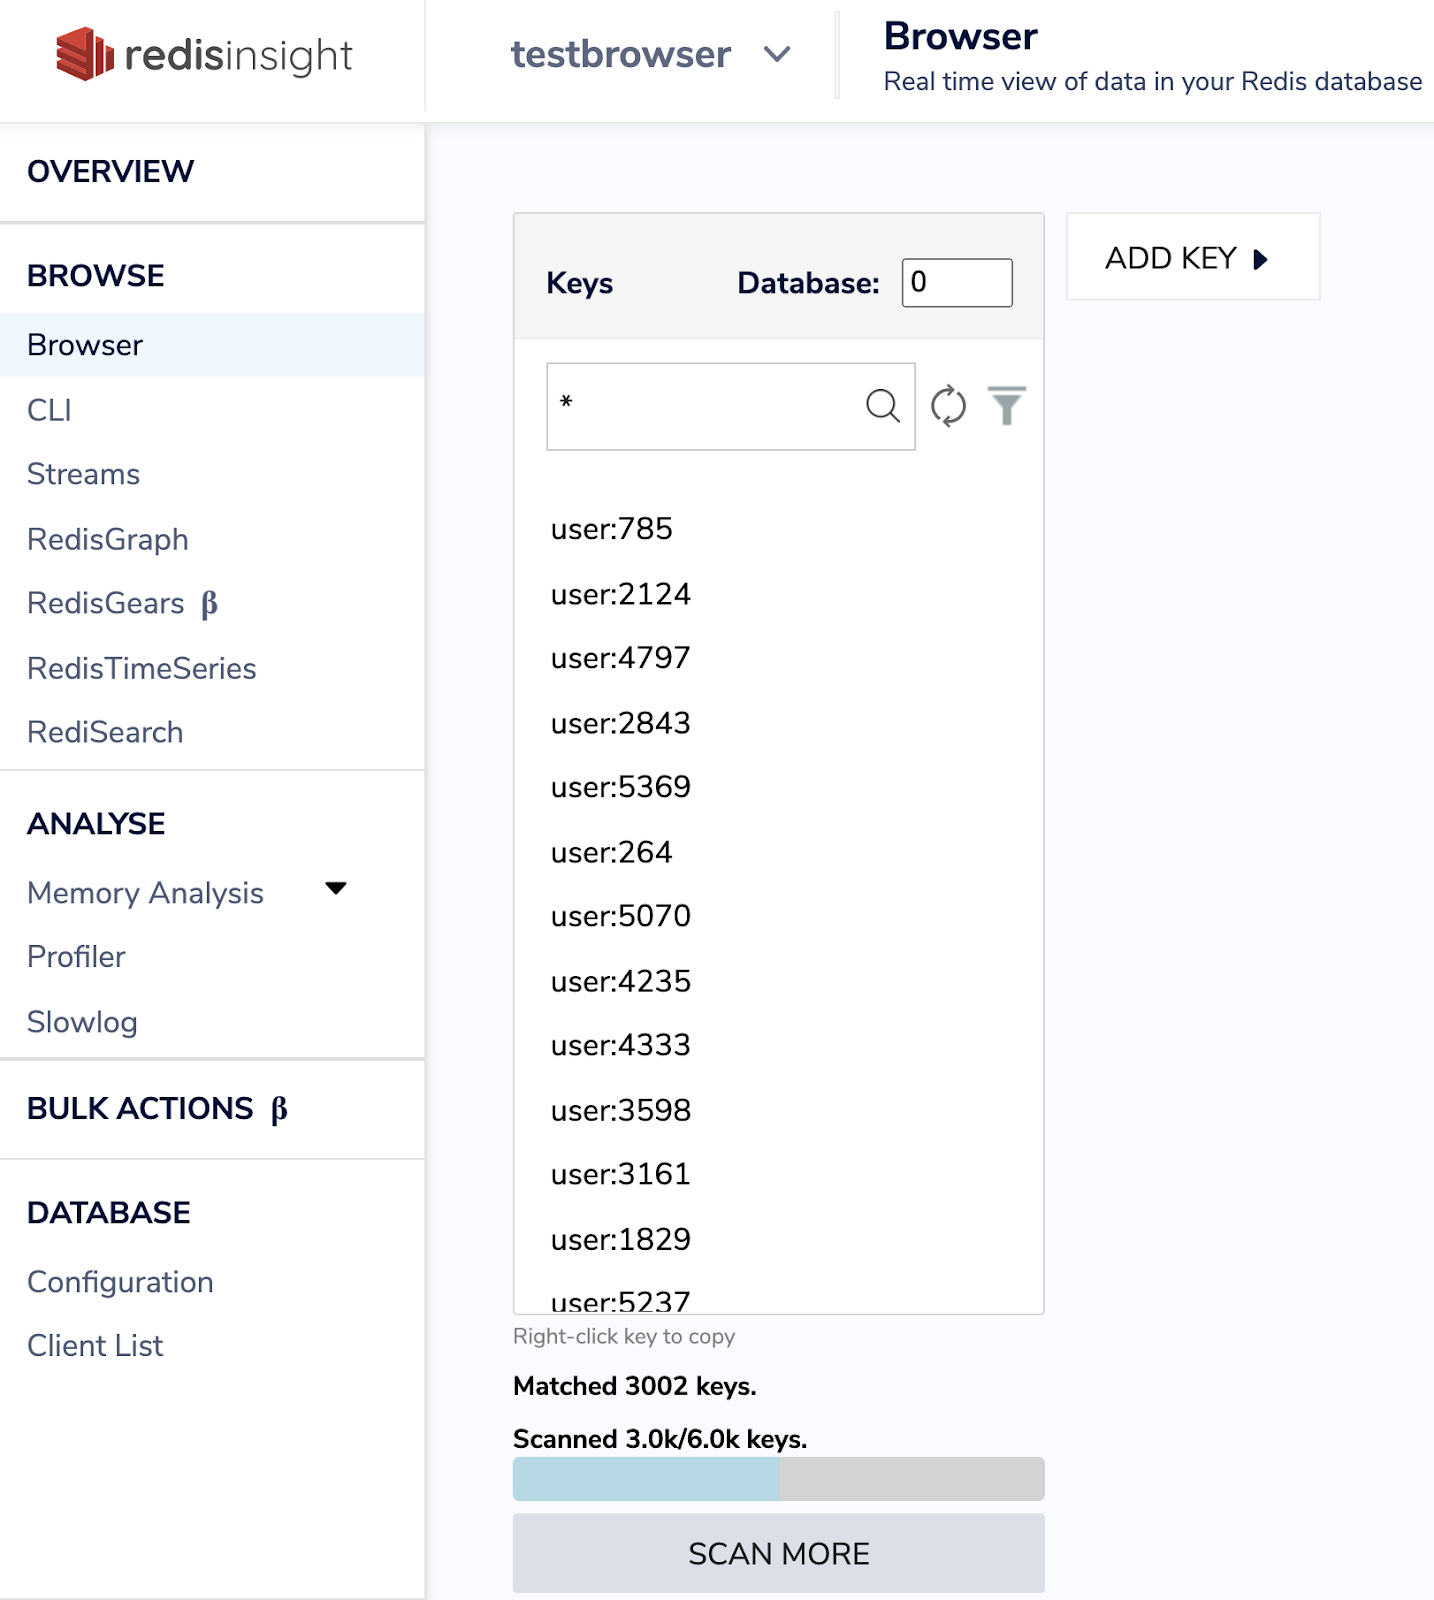 redisinsight
testbrowser
Browser
Real time view of data in your Redis database
OVERVIEW
BROWSE
Browser
CLI
Streams
RedisGraph
RedisGears β
RedisTimeSeries
RediSearch
ANALYSE
Memory Analysis
Profiler
Slowlog
BULK ACTIONS β
DATABASE
Configuration
Client List
Keys Database: 0
*
user:785
user:2124
user:4797
user:2843
user:5369
user:264
user:5070
user:4235
user:4333
user:3598
user:3161
user:1829
user:5237
Right-click key to copy
Matched 3002 keys.
Scanned 3.0k/6.0k keys.
SCAN MORE
ADD KEY